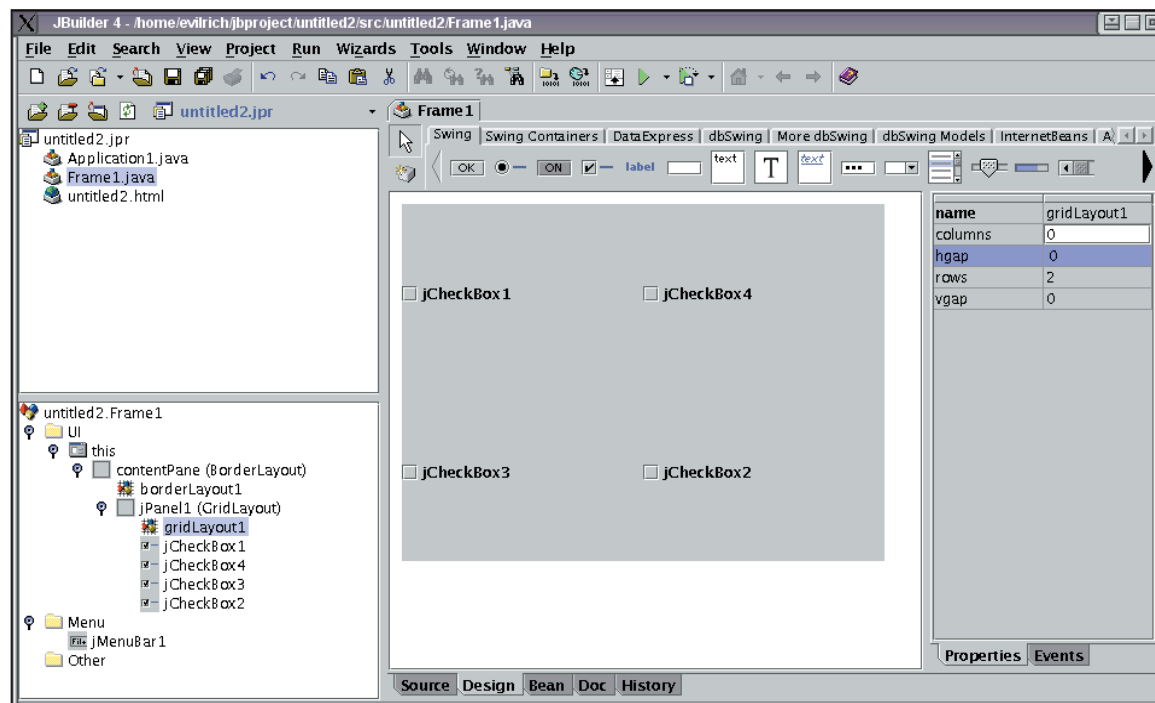 JBuilder 4 - /home/evilrich/jbproject/untitled2/src/untitled2/Frame1.java
File Edit Search View Project Run Wizards Tools Window Help
untitled2.jpr
Frame1
Swing Swing Containers DataExpress dbSwing More dbSwing dbSwing Models InternetBeans A
OK ON label text T text
untitled2.jpr
Application1.java
Frame1.java
untitled2.html
name gridLayout1
columns 0
hgap 0
rows 2
vgap 0
jCheckBox1 jCheckBox4
jCheckBox3 jCheckBox2
untitled2.Frame1
UI
this
contentPane (BorderLayout)
borderLayout1
jPanel1 (GridLayout)
gridLayout1
jCheckBox1
jCheckBox4
jCheckBox3
jCheckBox2
Menu
jMenuBar1
Other
Properties Events
Source Design Bean Doc History